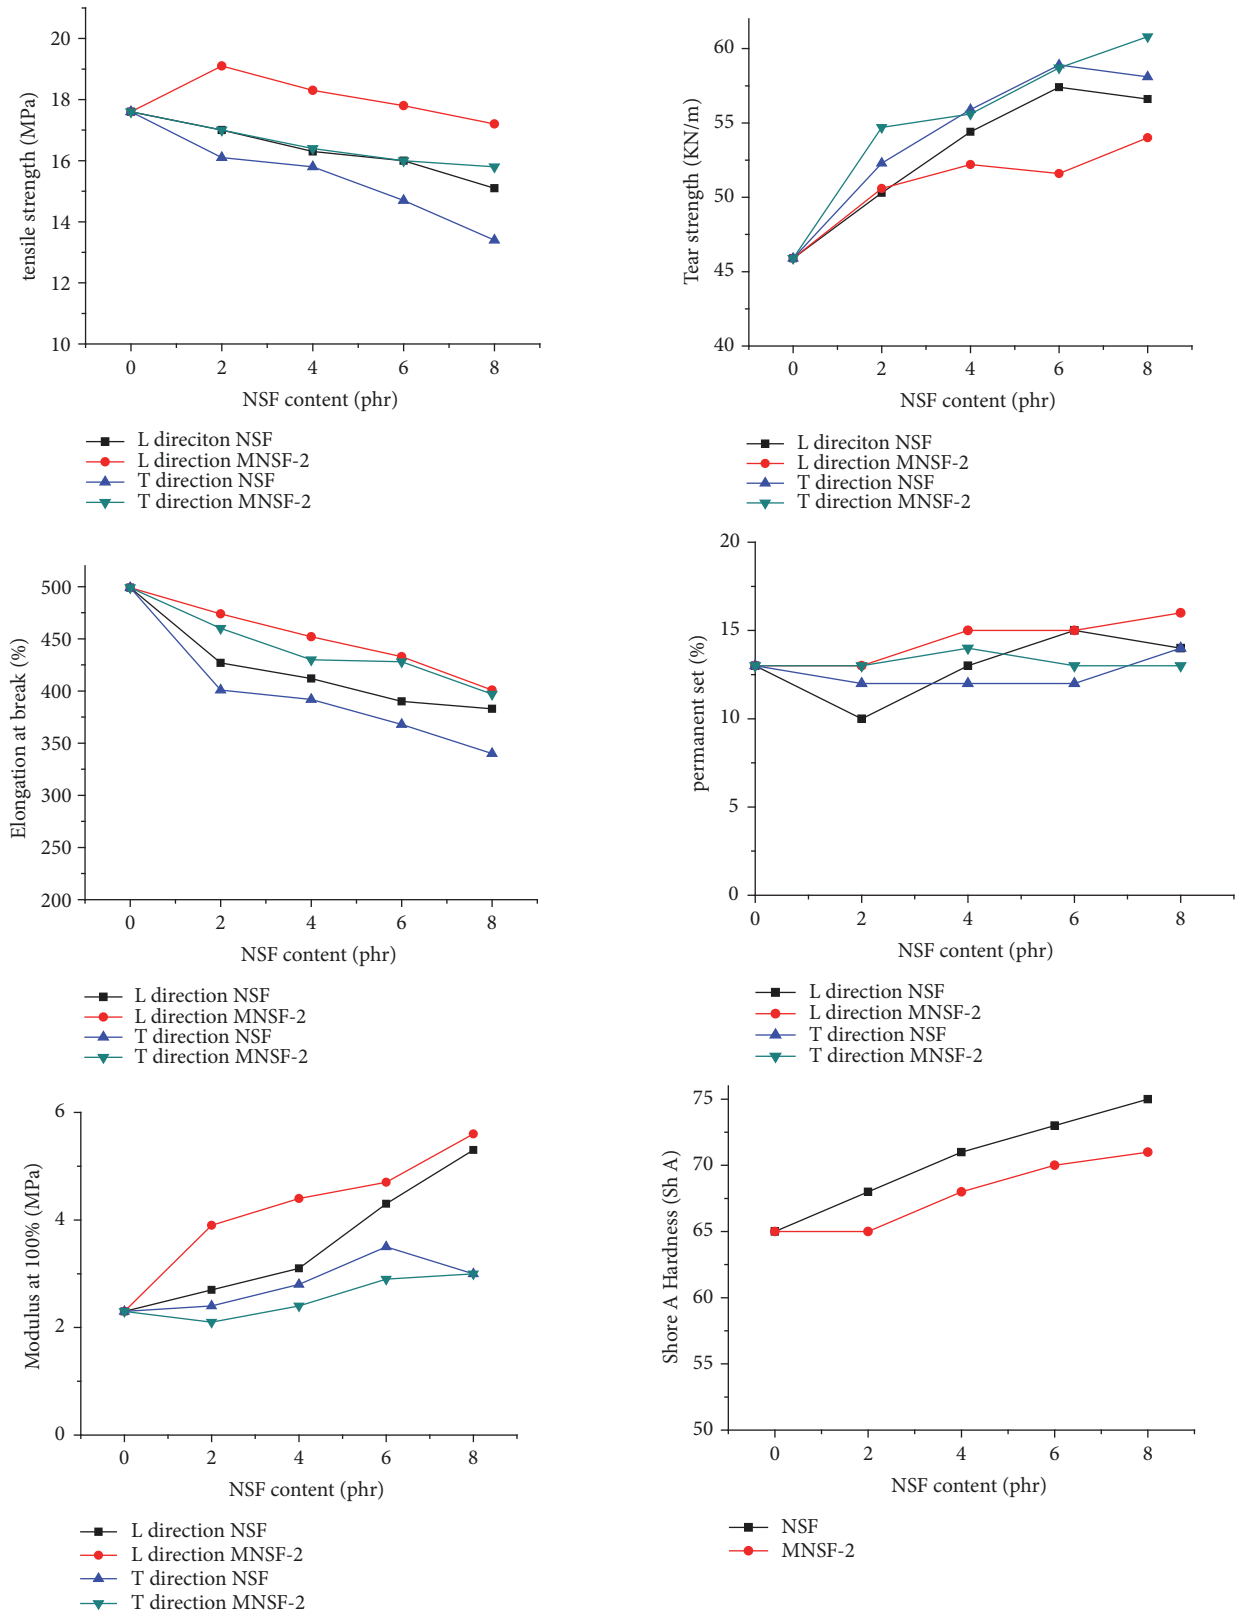 20
18
16
14
12
10
tensile strength (MPa)
0 2 4 6 8
NSF content (phr)
L direciton NSF
L direction MNSF-2
T direction NSF
T direction MNSF-2
60
55
50
45
40
Tear strength (KN/m)
0 2 4 6 8
NSF content (phr)
L direciton NSF
L direction MNSF-2
T direction NSF
T direction MNSF-2
500
450
400
350
300
250
200
Elongation at break (%)
0 2 4 6 8
NSF content (phr)
L direction NSF
L direction MNSF-2
T direction NSF
T direction MNSF-2
20
15
10
5
0
permanent set (%)
0 2 4 6 8
NSF content (phr)
L direction NSF
L direction MNSF-2
T direction NSF
T direction MNSF-2
6
4
2
0
Modulus at 100% (MPa)
0 2 4 6 8
NSF content (phr)
L direction NSF
L direction MNSF-2
T direction NSF
T direction MNSF-2
75
70
65
60
55
50
Shore A Hardness (Sh A)
0 2 4 6 8
NSF content (phr)
NSF
MNSF-2